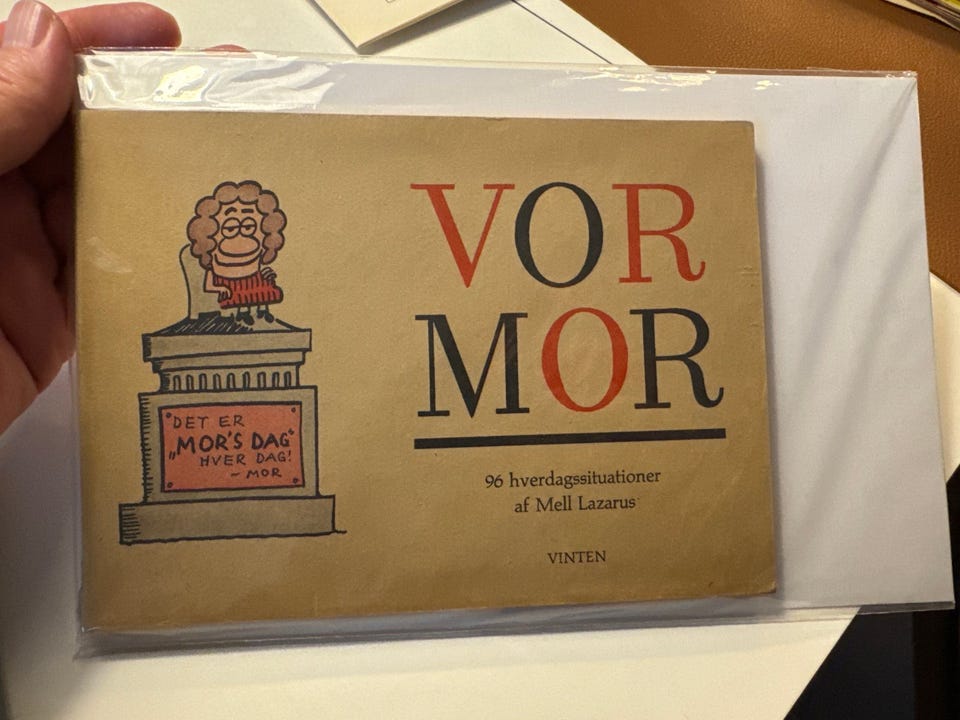 VOR
MOR
96 hverdagssituationer
af Mell Lazarus
VINTEN
DET ER
„MOR'S DAG"
HVER DAG!
~ MOR